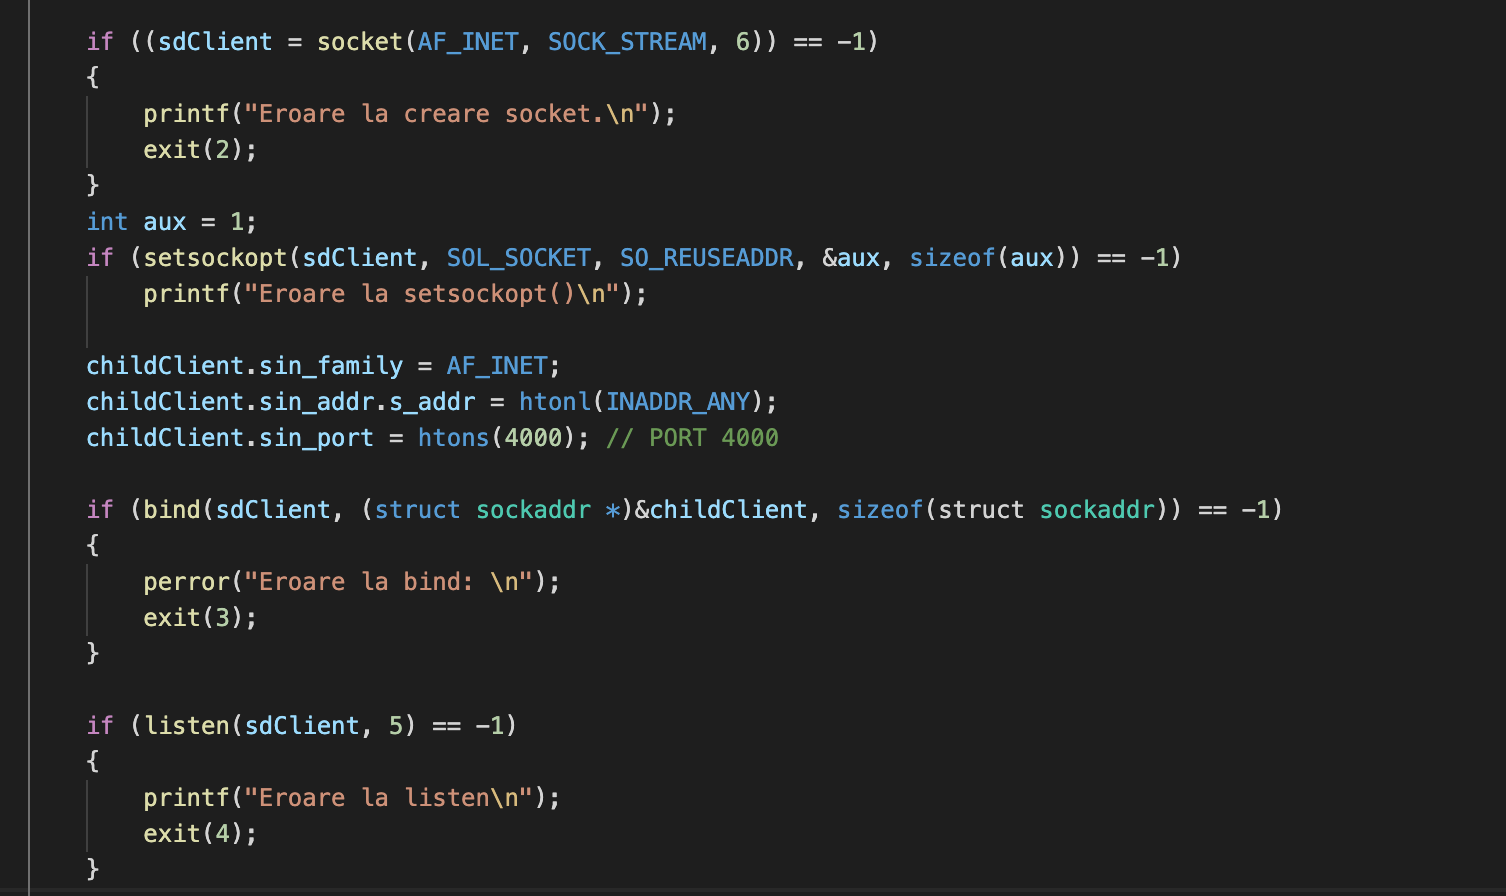 if ((sdClient = socket(AF_INET, SOCK_STREAM, 6)) == -1)
{
    printf("Eroare la creare socket.\n");
    exit(2);
}
int aux = 1;
if (setsockopt(sdClient, SOL_SOCKET, SO_REUSEADDR, &aux, sizeof(aux)) == -1)
    printf("Eroare la setsockopt()\n");

childClient.sin_family = AF_INET;
childClient.sin_addr.s_addr = htonl(INADDR_ANY);
childClient.sin_port = htons(4000); // PORT 4000

if (bind(sdClient, (struct sockaddr *)&childClient, sizeof(struct sockaddr)) == -1)
{
    perror("Eroare la bind: \n");
    exit(3);
}

if (listen(sdClient, 5) == -1)
{
    printf("Eroare la listen\n");
    exit(4);
}